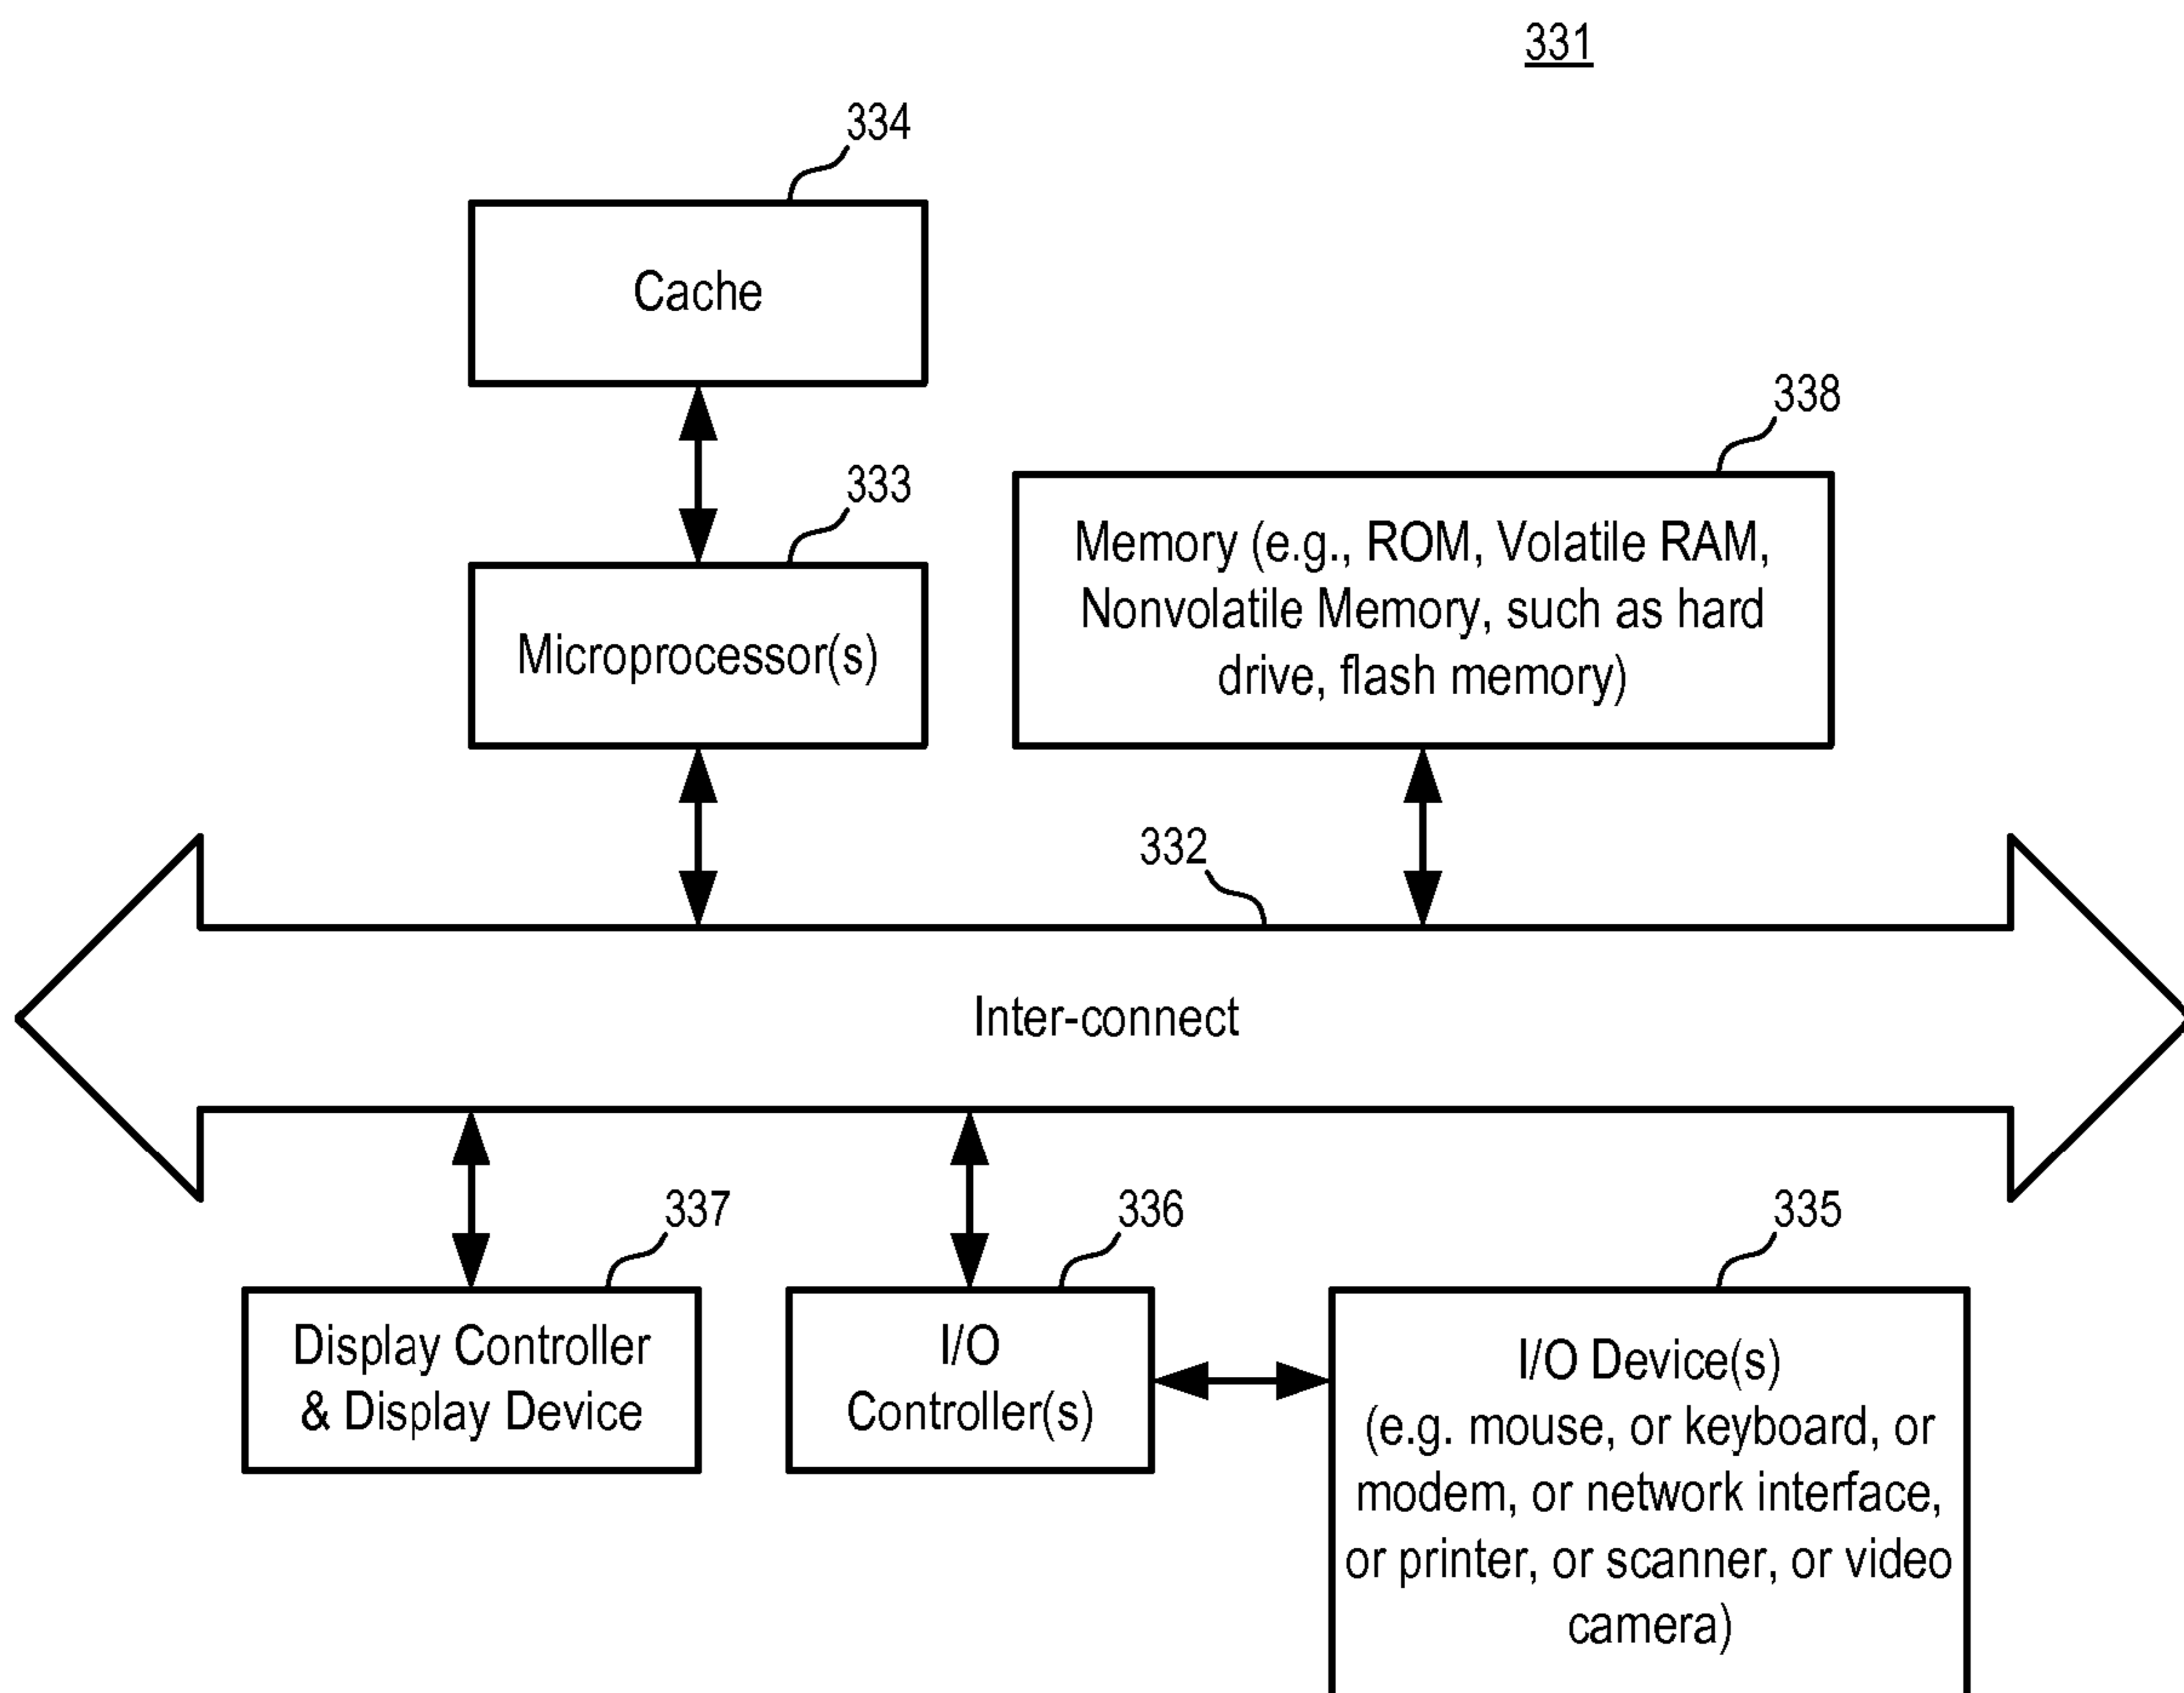 331
334
Cache
338
333
Memory (e.g., ROM, Volatile RAM,
Nonvolatile Memory, such as hard
drive, flash memory)
Microprocessor(s)
332
Inter-connect
337
336
335
Display Controller
& Display Device
I/O
Controller(s)
I/O Device(s)
(e.g. mouse, or keyboard, or
modem, or network interface,
or printer, or scanner, or video
camera)